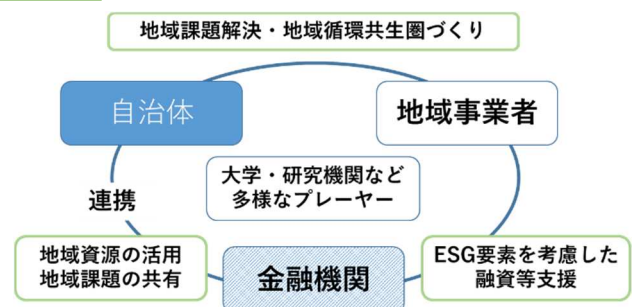 地域課題解決・地域循環共生圏づくり
自治体
地域事業者
大学・研究機関など
多様なプレーヤー
連携
地域資源の活用
地域課題の共有
金融機関
ESG要素を考慮した
融資等支援